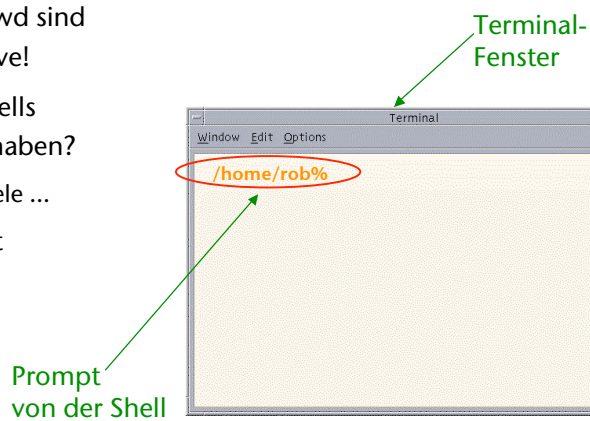 wd sind
ve!
ells
haben?
ele ...
t
Terminal-
Fenster
Terminal
Window Edit Options
/home/rob%
Prompt
von der Shell